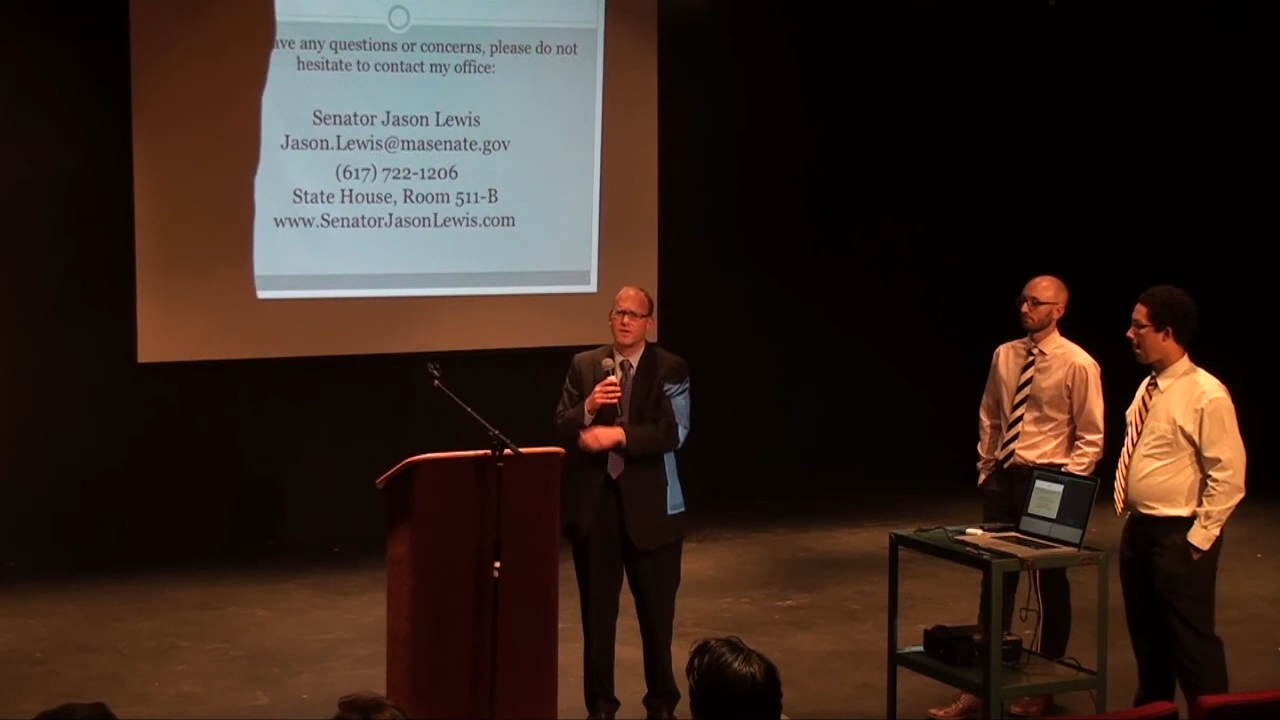 any questions or concerns, please do not
hesitate to contact my office:
Senator Jason Lewis
Jason.Lewis@masenate.gov
(617) 722-1206
State House, Room 511-B
www.SenatorJasonLewis.com